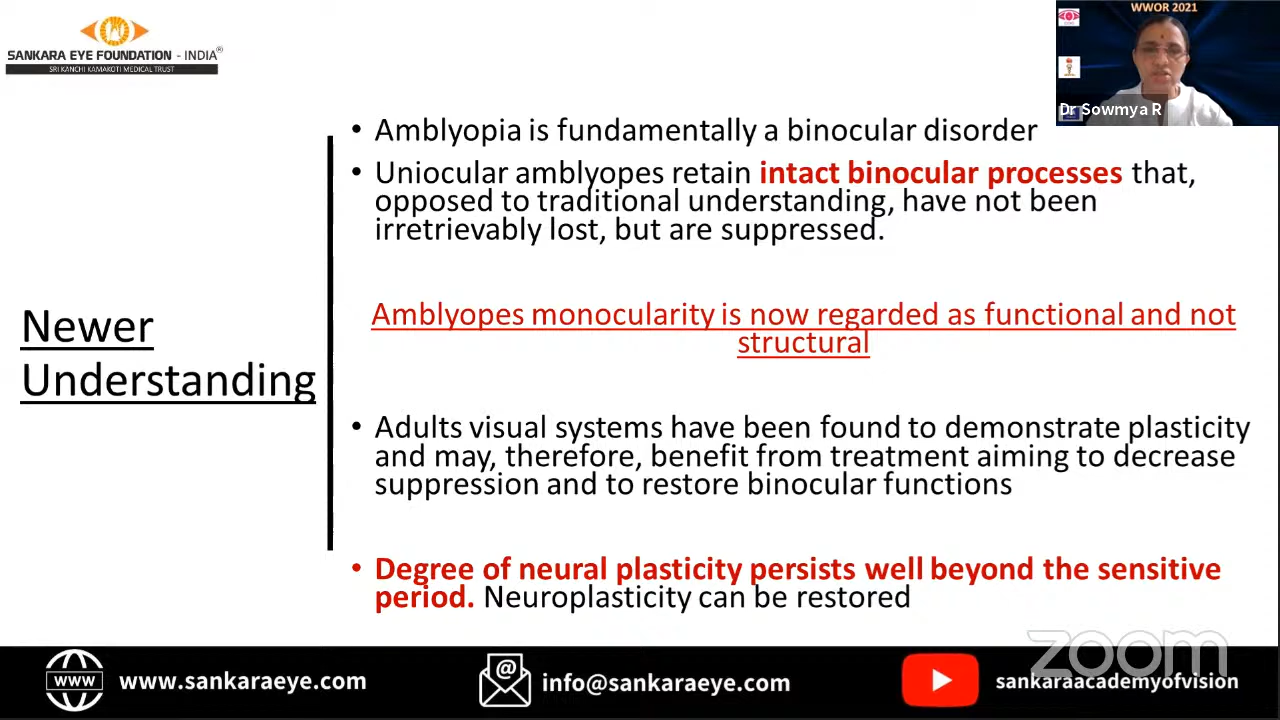 WWOR 2021
SANKARA EYE FOUNDATION - INDIA®
SRI KANCHI KAMAKOTI MEDICAL TRUST
Dr Sowmya R
Newer
Understanding
• Amblyopia is fundamentally a binocular disorder
• Uniocular amblyopes retain intact binocular processes that,
opposed to traditional understanding, have not been
irretrievably lost, but are suppressed.
Amblyopes monocularity is now regarded as functional and not
structural
• Adults visual systems have been found to demonstrate plasticity
and may, therefore, benefit from treatment aiming to decrease
suppression and to restore binocular functions
• Degree of neural plasticity persists well beyond the sensitive
period. Neuroplasticity can be restored
zoom
WWW
www.sankaraeye.com
@
info@sankaraeye.com
sankaraacademyofvision